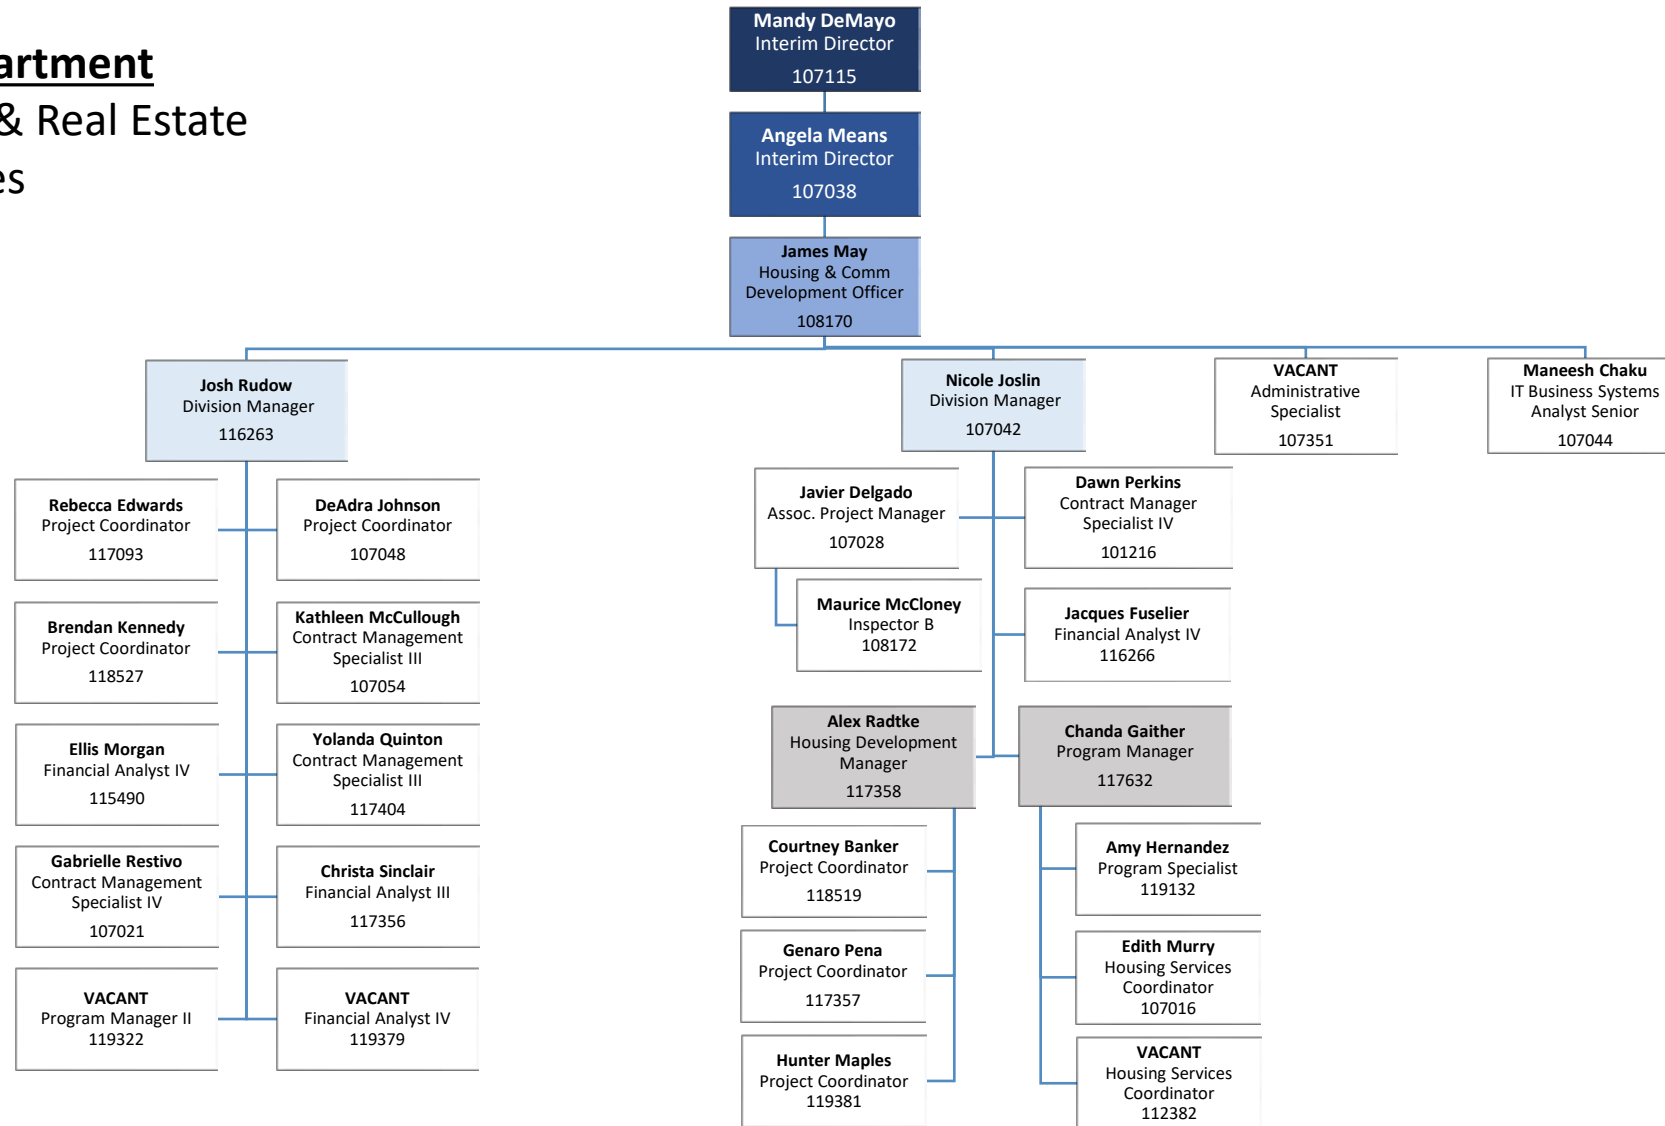 artment
& Real Estate
es
Mandy DeMayo
Interim Director
107115
Angela Means
Interim Director
107038
James May
Housing & Comm
Development Officer
108170
Josh Rudow
Division Manager
116263
Nicole Joslin
Division Manager
107042
VACANT
Administrative
Specialist
107351
Maneesh Chaku
IT Business Systems
Analyst Senior
107044
Rebecca Edwards
Project Coordinator
117093
DeAdra Johnson
Project Coordinator
107048
Brendan Kennedy
Project Coordinator
118527
Kathleen McCullough
Contract Management
Specialist III
107054
Ellis Morgan
Financial Analyst IV
115490
Yolanda Quinton
Contract Management
Specialist III
117404
Gabrielle Restivo
Contract Management
Specialist IV
107021
Christa Sinclair
Financial Analyst III
117356
VACANT
Program Manager II
119322
VACANT
Financial Analyst IV
119379
Javier Delgado
Assoc. Project Manager
107028
Dawn Perkins
Contract Manager
Specialist IV
101216
Maurice McCloney
Inspector B
108172
Jacques Fuselier
Financial Analyst IV
116266
Alex Radtke
Housing Development
Manager
117358
Chanda Gaither
Program Manager
117632
Courtney Banker
Project Coordinator
118519
Genaro Pena
Project Coordinator
117357
Hunter Maples
Project Coordinator
119381
Amy Hernandez
Program Specialist
119132
Edith Murry
Housing Services
Coordinator
107016
VACANT
Housing Services
Coordinator
112382